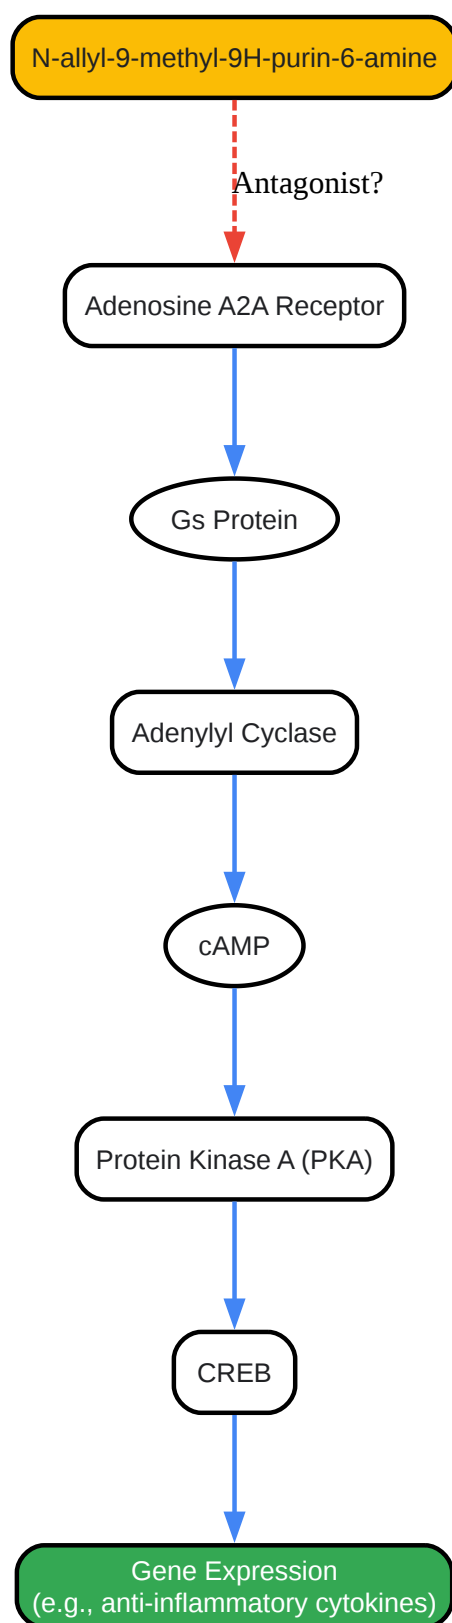 N-allyl-9-methyl-9H-purin-6-amine
Antagonist?
Adenosine A2A Receptor
Gs Protein
Adenylyl Cyclase
cAMP
Protein Kinase A (PKA)
CREB
Gene Expression
(e.g., anti-inflammatory cytokines)